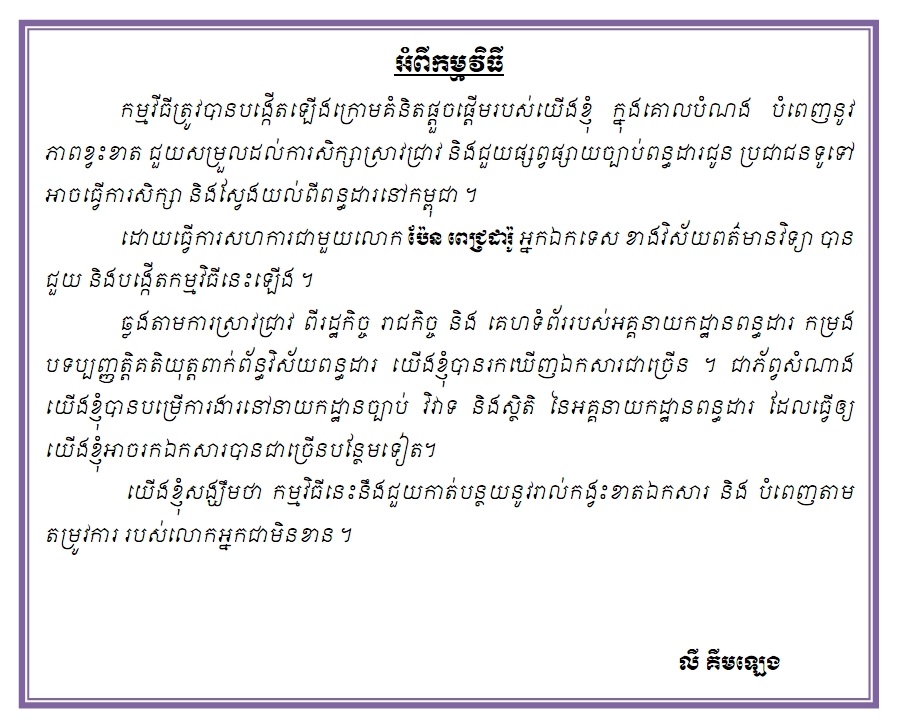 អំពីកម្មវិធី
កម្មវិធីត្រូវបានបង្កើតឡើងក្រោមគំនិតផ្តួចផ្តើមរបស់យើងខ្ញុំ ក្នុងគោលបំណង បំពេញនូវ
ភាពខ្វះខាត ជួយសម្រួលដល់ការសិក្សាស្រាវជ្រាវ និងជួយផ្សព្វផ្សាយច្បាប់ពន្ធដារជូន ប្រជាជនទូទៅ
អាចធ្វើការសិក្សា និងស្វែងយល់ពីពន្ធដារនៅកម្ពុជា ។
ដោយធ្វើការសហការជាមួយលោក ប៉ែន ពេជ្រដារ៉ូ អ្នកឯកទេស ខាងវិស័យពត៌មានវិទ្យា បាន
ជួយ និងបង្កើតកម្មវិធីនេះឡើង ។
ឆ្លងតាមការស្រាវជ្រាវ ពីរដ្ឋកិច្ច រាជកិច្ច និង គេហទំព័ររបស់អគ្គនាយកដ្ឋានពន្ធដារ កម្រង
បទប្បញ្ញត្តិគតិយុត្តពាក់ព័ន្ធវិស័យពន្ធដារ យើងខ្ញុំបានរកឃើញឯកសារជាច្រើន ។ ជាភ័ព្វសំណាង
យើងខ្ញុំបានបម្រើការងារនៅនាយកដ្ឋានច្បាប់ វិវាទ និងស្ថិតិ នៃអគ្គនាយកដ្ឋានពន្ធដារ ដែលធ្វើឲ្យ
យើងខ្ញុំអាចរកឯកសារបានជាច្រើនបន្ថែមទៀត។
យើងខ្ញុំសង្ឃឹមថា កម្មវិធីនេះនឹងជួយកាត់បន្ថយនូវរាល់កង្វះខាតឯកសារ និង បំពេញតាម
តម្រូវការ របស់លោកអ្នកជាមិនខាន ។
លី គីមឡេង